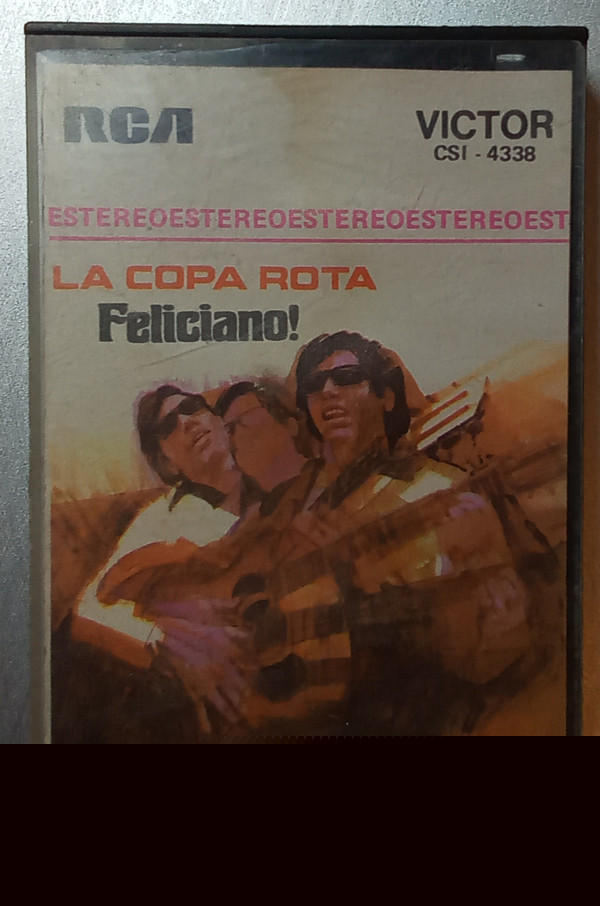 RCA
VICTOR
CSI - 4338
ESTEREOESTEREOESTEREOESTEREOEST
LA COPA ROTA
Feliciano!